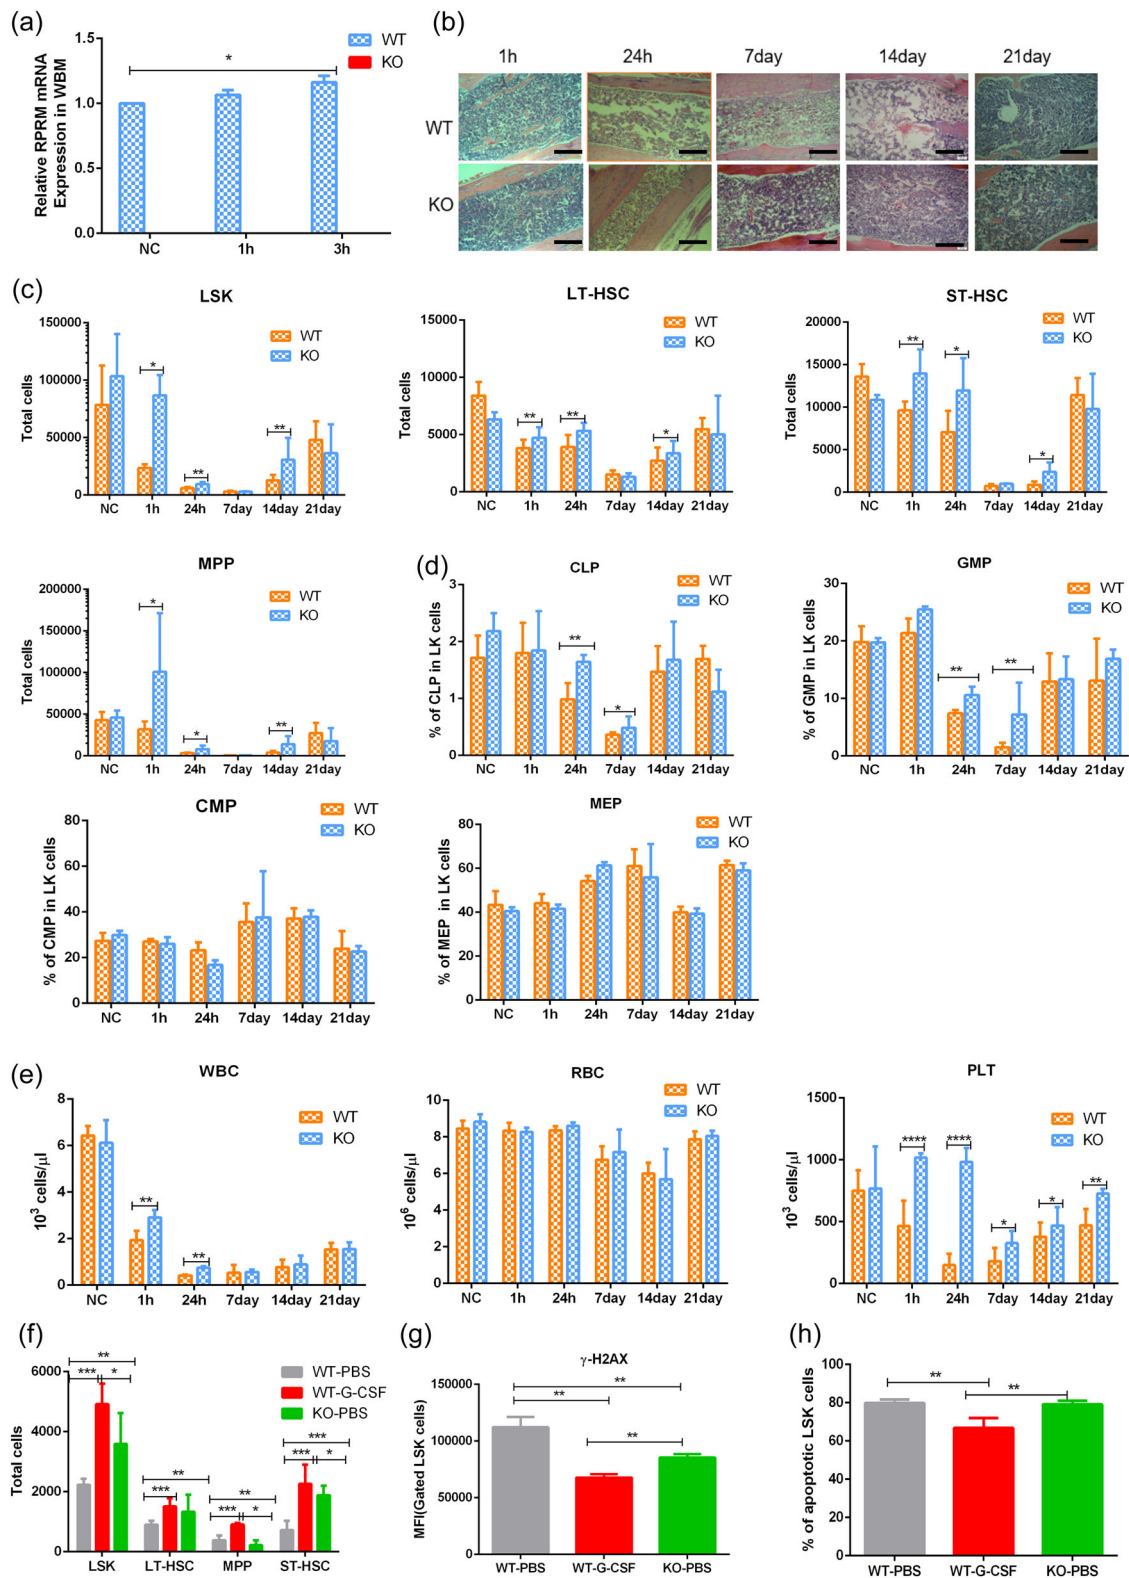 (a)
Relative RPRM mRNA
Expression in WBM
1.5
1.0
0.5
0.0
*
WT
KO
NC 1h 3h
(b)
1h 24h 7day 14day 21day
WT
KO
(c)
LSK
Total cells
150000
100000
50000
0
WT
KO
* ** **
NC 1h 24h 7day 14day 21day
LT-HSC
Total cells
15000
10000
5000
0
WT
KO
** ** *
NC 1h 24h 7day 14day 21day
ST-HSC
Total cells
20000
15000
10000
5000
0
WT
KO
** * *
NC 1h 24h 7day 14day 21day
MPP
Total cells
200000
150000
100000
50000
0
WT
KO
* * **
NC 1h 24h 7day 14day 21day
(d)
CLP
% of CLP in LK cells
3
2
1
0
WT
KO
** *
NC 1h 24h 7day 14day 21day
GMP
% of GMP in LK cells
30
20
10
0
WT
KO
** **
NC 1h 24h 7day 14day 21day
CMP
% of CMP in LK cells
80
60
40
20
0
WT
KO
NC 1h 24h 7day 14day 21day
MEP
% of MEP in LK cells
80
60
40
20
0
WT
KO
NC 1h 24h 7day 14day 21day
(e)
WBC
10³ cells/µl
8
6
4
2
0
WT
KO
** **
NC 1h 24h 7day 14day 21day
RBC
10⁶ cells/µl
10
8
6
4
2
0
WT
KO
NC 1h 24h 7day 14day 21day
PLT
10³ cells/µl
1500
1000
500
0
WT
KO
**** **** * * **
NC 1h 24h 7day 14day 21day
(f)
Total cells
6000
4000
2000
0
WT-PBS
WT-G-CSF
KO-PBS
**
*** *
**
***
**
*** *
***
*** *
LSK LT-HSC MPP ST-HSC
(g)
γ-H2AX
MFI(Gated LSK cells)
150000
100000
50000
0
**
**
**
WT-PBS WT-G-CSF KO-PBS
(h)
% of apoptotic LSK cells
100
80
60
40
20
0
**
**
WT-PBS WT-G-CSF KO-PBS